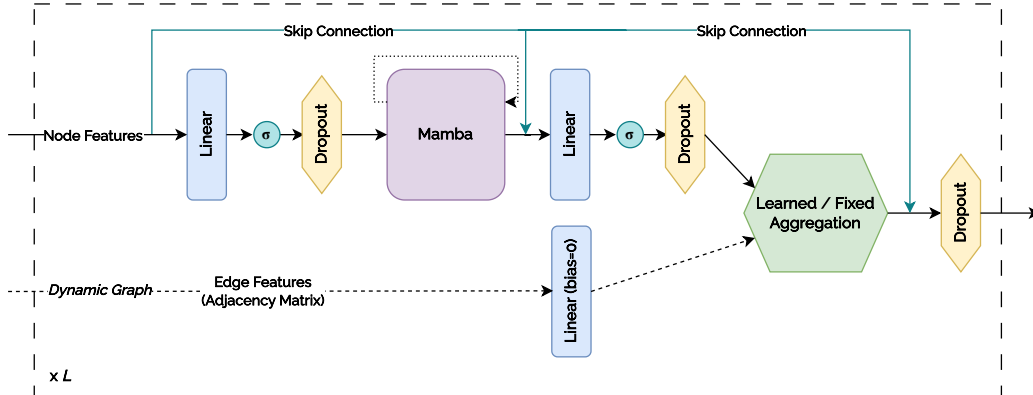 Skip Connection
Skip Connection
Node Features
Linear
σ
Dropout
Mamba
Linear
σ
Dropout
Learned / Fixed
Aggregation
Dropout
Dynamic Graph
Edge Features
(Adjacency Matrix)
Linear (bias=0)
x L